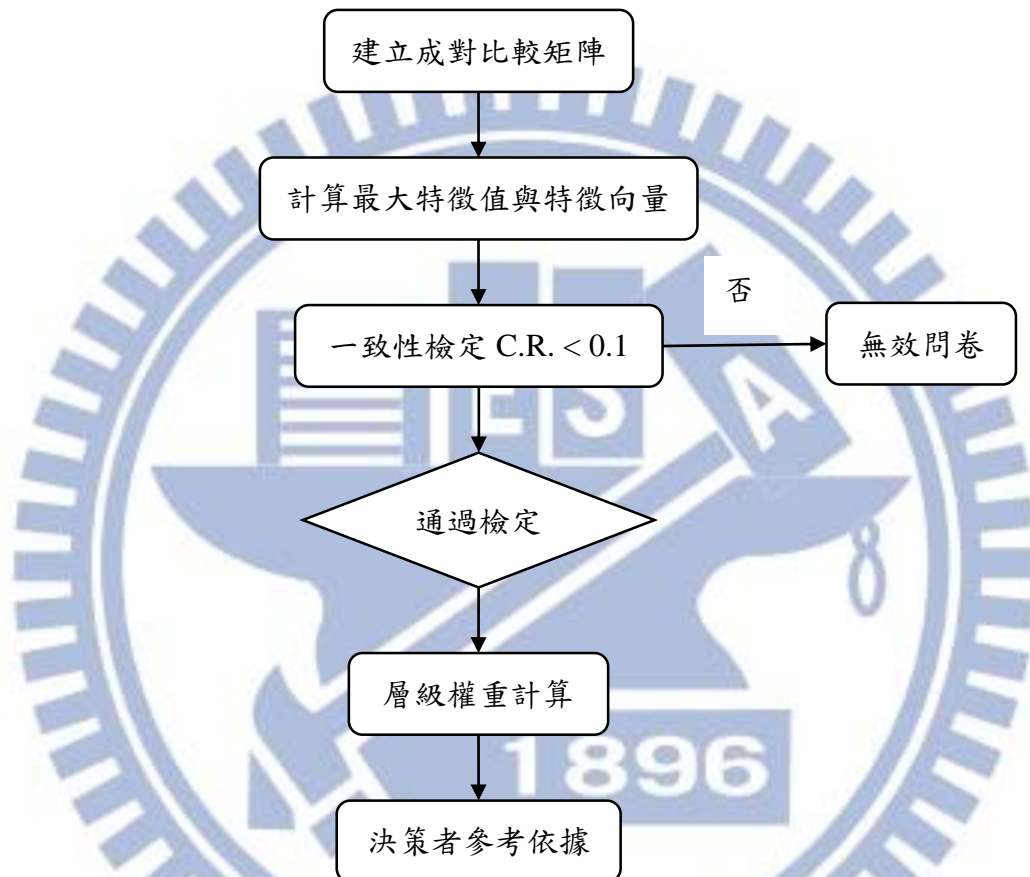 建立成對比較矩陣
計算最大特徵值與特徵向量
否
一致性檢定 C.R. < 0.1
無效問卷
E S A
通過檢定
層級權重計算
1896
決策者參考依據